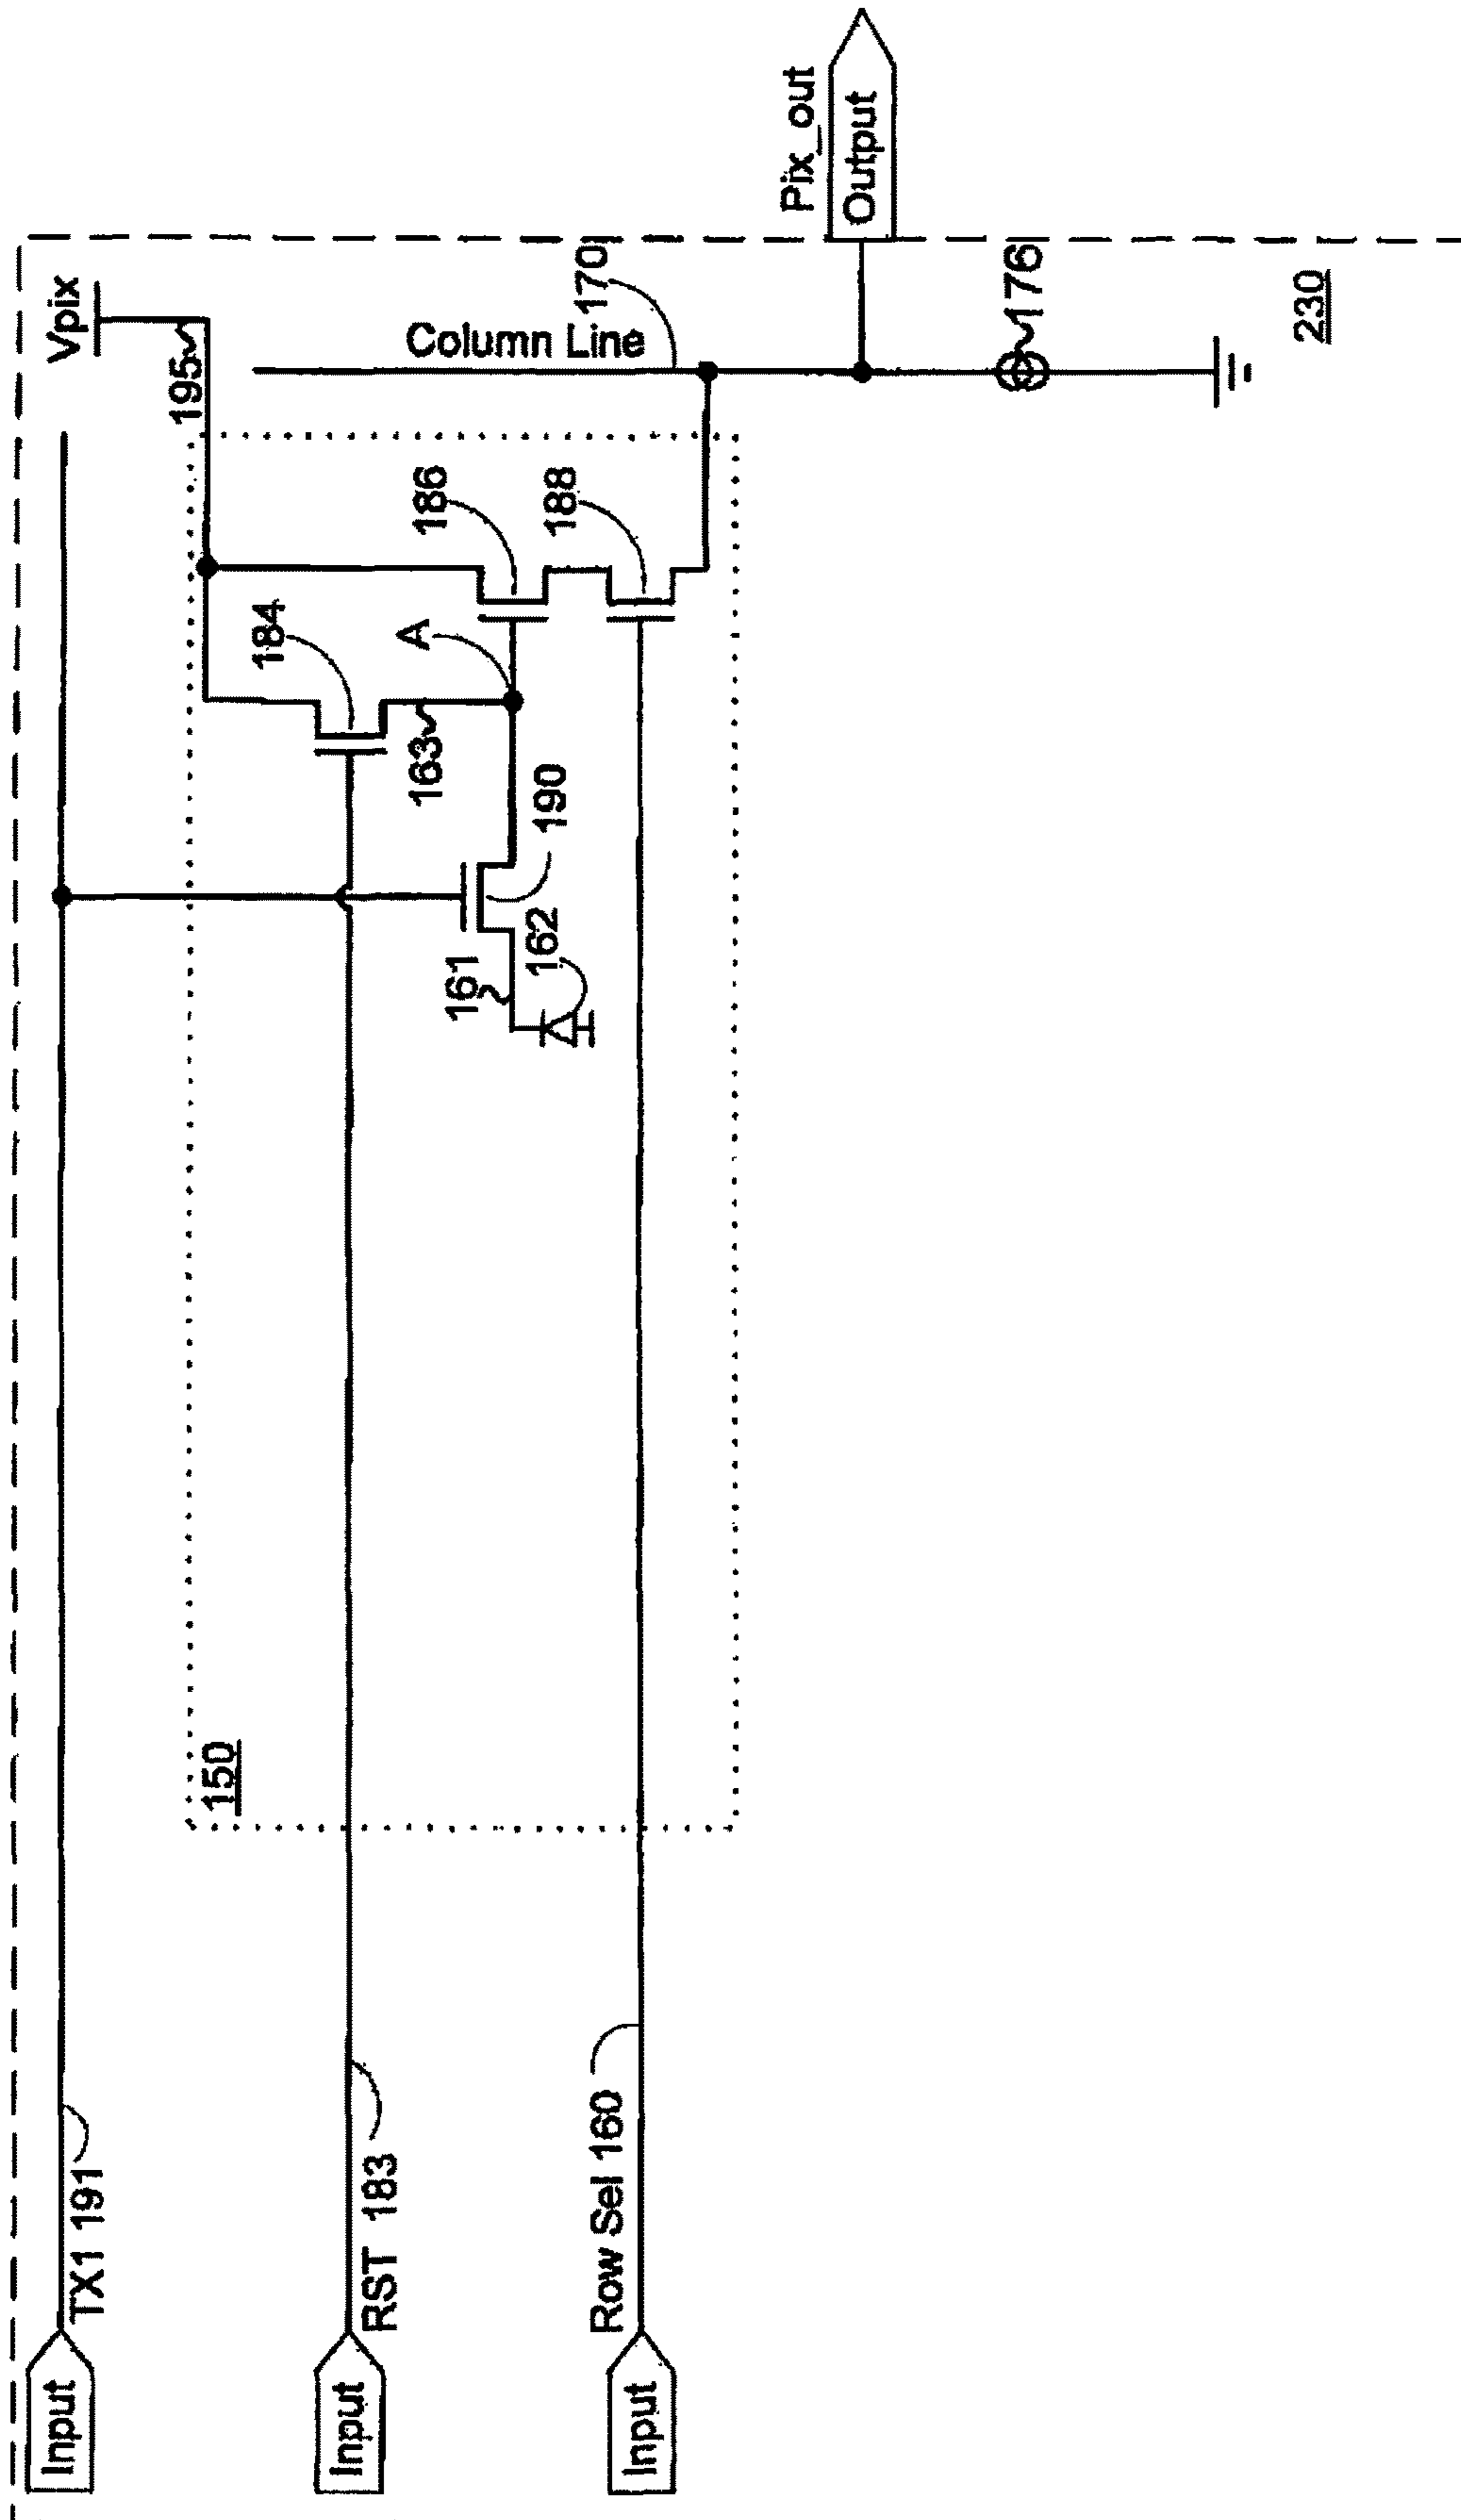 Input
TX1 191
Input
RST 183
Input
Row Sel 160
150
161
162
190
163
184
A
186
188
195
Vpix
Column Line
170
176
230
Pix_out
Output